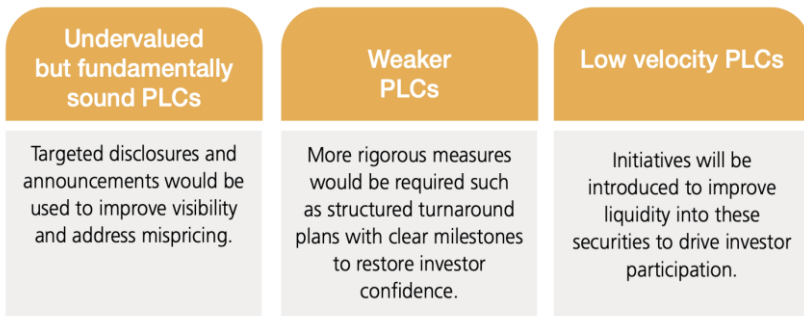 Undervalued
but fundamentally
sound PLCs
Targeted disclosures and
announcements would be
used to improve visibility
and address mispricing.
Weaker
PLCs
More rigorous measures
would be required such
as structured turnaround
plans with clear milestones
to restore investor
confidence.
Low velocity PLCs
Initiatives will be
introduced to improve
liquidity into these
securities to drive investor
participation.